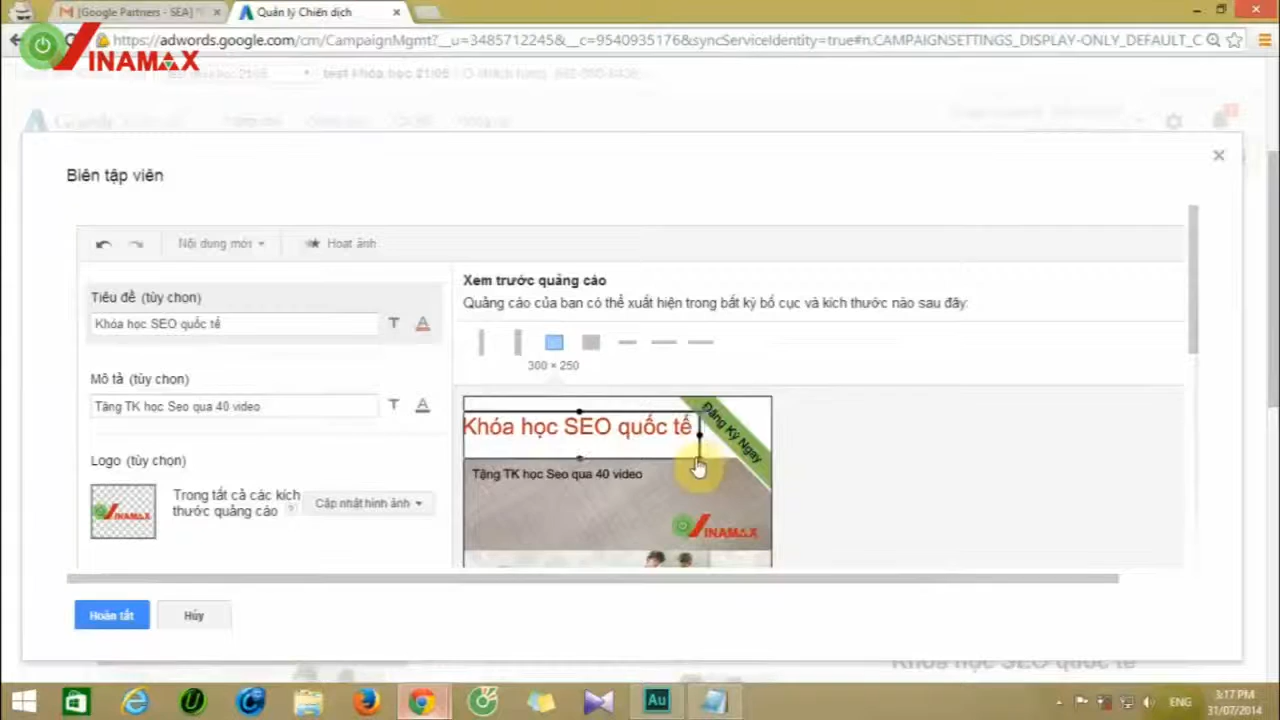 [Google Partners - SEA]
Quản lý Chiến dịch
https://adwords.google.com/cm/CampaignMgmt?__u=3485712245&__c=9540935176&syncServiceIdentity=true#n.CAMPAIGNSETTINGS_DISPLAY-ONLY_DEFAULT_C
INAMAX
test khóa học 21/05
Biên tập viên
Nội dung mới
Hoạt ảnh
Tiêu đề (tùy chọn)
Khóa học SEO quốc tế
Mô tả (tùy chọn)
Tặng TK học Seo qua 40 video
Logo (tùy chọn)
INAMAX
Trong tất cả các kích
thước quảng cáo
?
Cập nhật hình ảnh
Xem trước quảng cáo
Quảng cáo của bạn có thể xuất hiện trong bất kỳ bố cục và kích thước nào sau đây:
300 × 250
Khóa học SEO quốc tế
Đăng Ký Ngay
Tặng TK học Seo qua 40 video
INAMAX
Hoàn tất
Hủy
Khóa học SEO quốc tế
Au
ENG
3:17 PM
31/07/2014